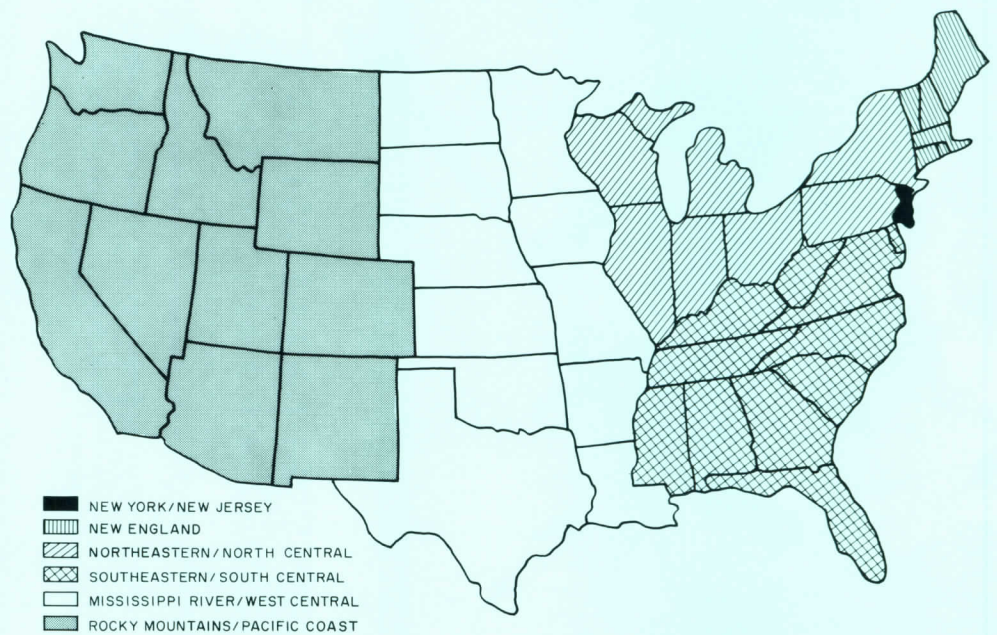 NEW YORK/NEW JERSEY
NEW ENGLAND
NORTHEASTERN/NORTH CENTRAL
SOUTHEASTERN/SOUTH CENTRAL
MISSISSIPPI RIVER/WEST CENTRAL
ROCKY MOUNTAINS/PACIFIC COAST